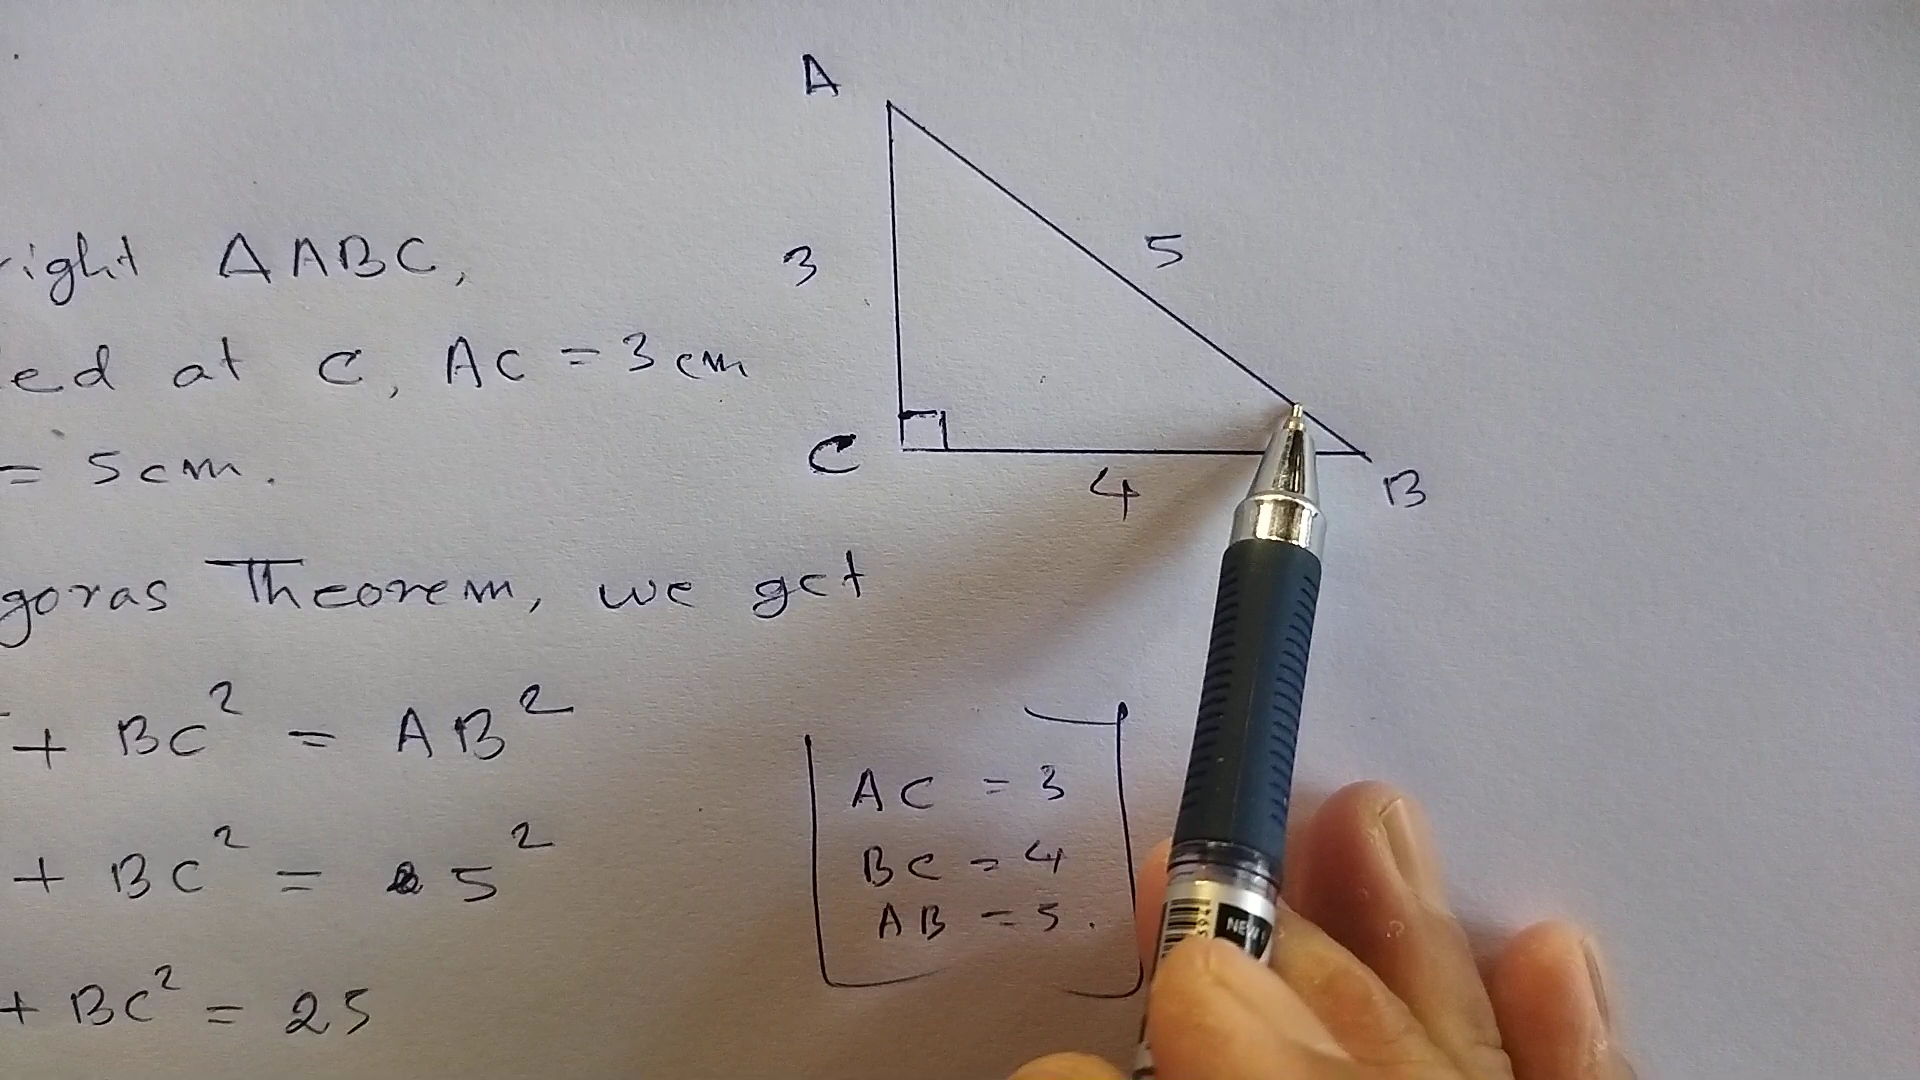 A
right ΔABC,
3
5
ed at C, AC = 3 cm
C
4
B
= 5cm.
goras Theorem, we get
+ BC² = AB²
AC = 3
+ BC² = 5²
BC = 4
AB = 5.
NEW
+ BC² = 25